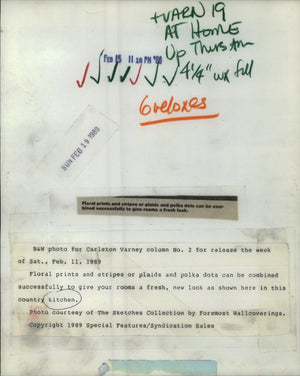 +VARN 19
AT HOME
Up Thurs Am
FEB 15 11 20 PM '89
4 1/4" wx full
6 veloxes
SUN FEB 19 1989
Floral prints and stripes or plaids and polka dots can be com-
bined successfully to give rooms a fresh look.
B&W photo for Carleton Varney column No. 2 for release the week
of Sat., Feb. 11, 1989
Floral prints and stripes or plaids and polka dots can be combined
successfully to give your rooms a fresh, new look as shown here in this
country kitchen.
Photo courtesy of The Sketches Collection by Foremost Wallcoverings.
Copyright 1989 Special Features/Syndication Sales